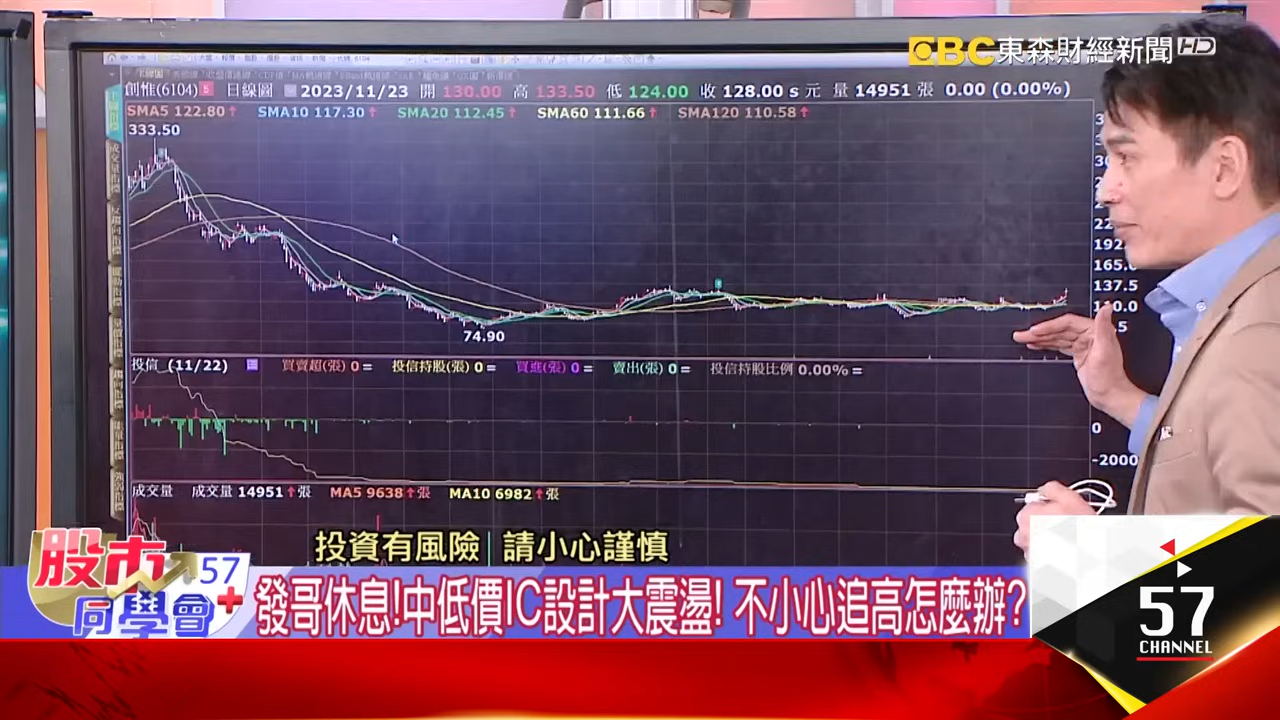 EBC 東森財經新聞 HD
創惟(6104) 日線圖 2023/11/23 開 130.00 高 133.50 低 124.00 收 128.00 s 元 量 14951 張 0.00 (0.00%)
SMA5 122.80↑ SMA10 117.30↑ SMA20 112.45↑ SMA60 111.66↑ SMA120 110.58↑
333.50
192.
165.0
137.5
110.0
74.90
投信 (11/22) 買賣超(張) 0 = 投信持股(張) 0 = 買進(張) 0 = 賣出(張) 0 = 投信持股比例 0.00% =
0
-2000
成交量 成交量 14951↑張 MA5 9638↑張 MA10 6982↑張
投資有風險 請小心謹慎
股市
同學會
57
+
發哥休息!中低價IC設計大震盪! 不小心追高怎麼辦?
57
CHANNEL